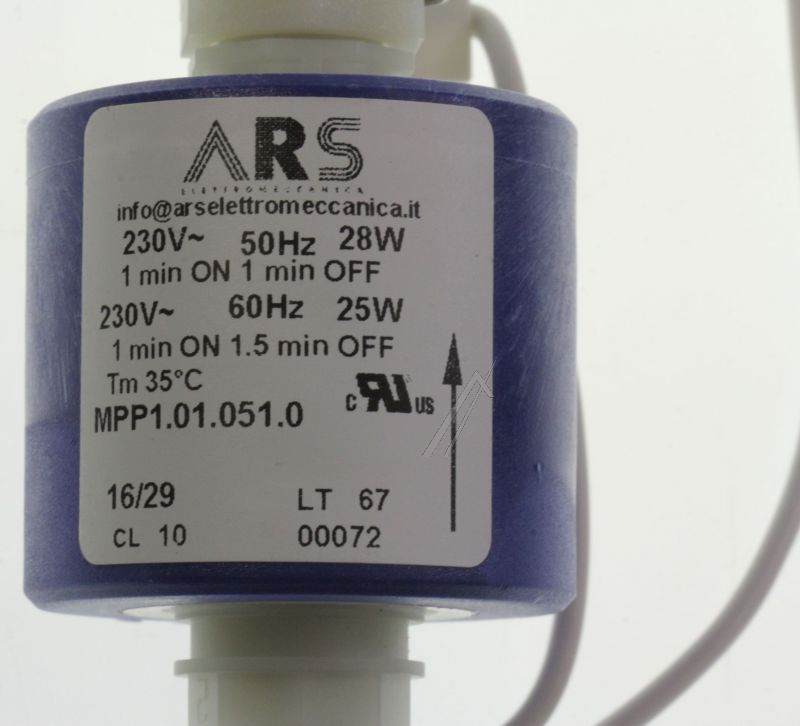 ARS
ELETTROMECCANICA
info@arselettromeccanica.it
230V~ 50Hz 28W
1 min ON 1 min OFF
230V~ 60Hz 25W
1 min ON 1.5 min OFF
Tm 35°C
MPP1.01.051.0
c RU US
16/29 LT 67
CL 10 00072